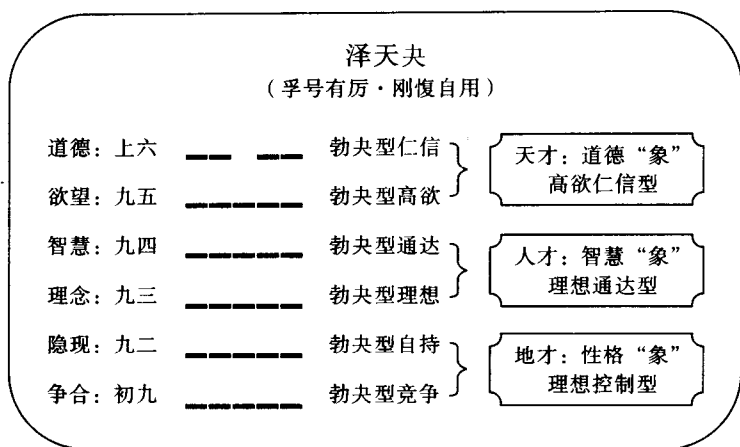 泽天夬
（孚号有厉·刚愎自用）
道德：上六 勃夬型仁信
欲望：九五 勃夬型高欲
天才：道德“象”
高欲仁信型
智慧：九四 勃夬型通达
理念：九三 勃夬型理想
人才：智慧“象”
理想通达型
隐现：九二 勃夬型自持
争合：初九 勃夬型竞争
地才：性格“象”
理想控制型